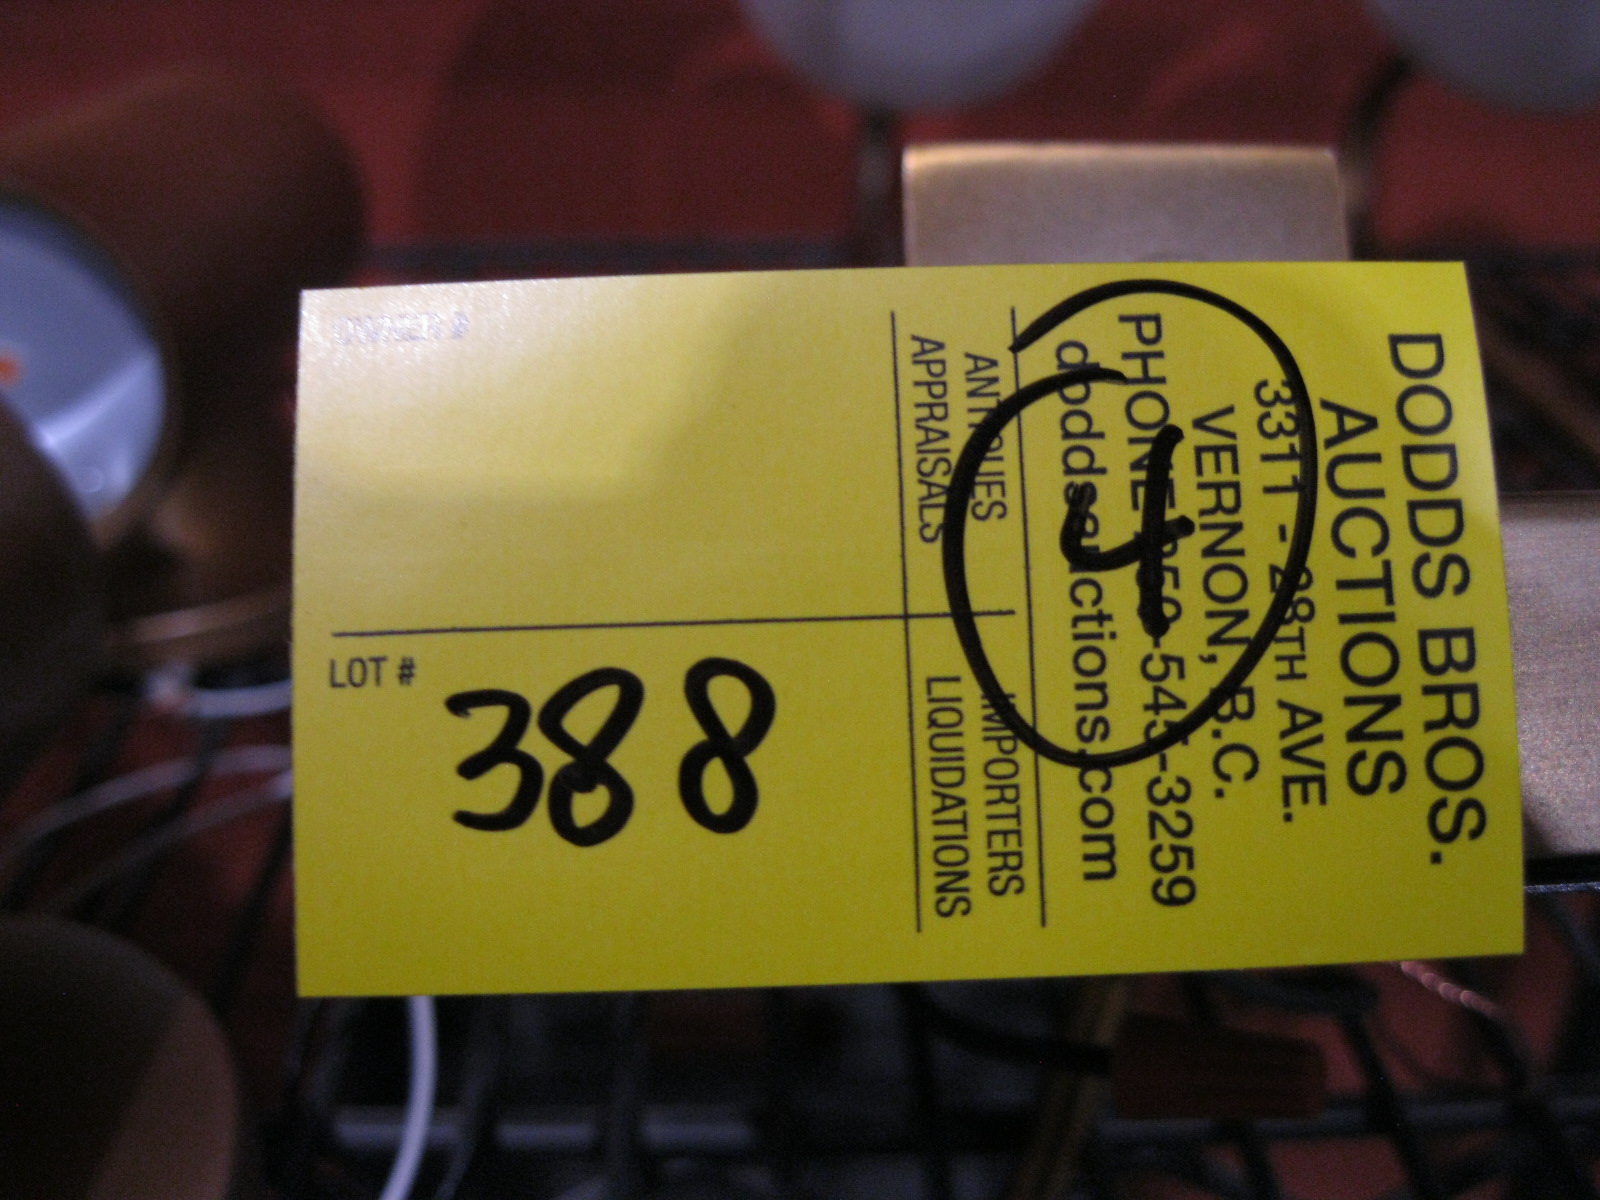 DODDS BROS.
AUCTIONS
3311 - 28TH AVE.
VERNON, B.C.
PHONE 250-545-3259
doddsauctions.com
ANTIQUES IMPORTERS
APPRAISALS LIQUIDATIONS
4
OWNER #
LOT #
388